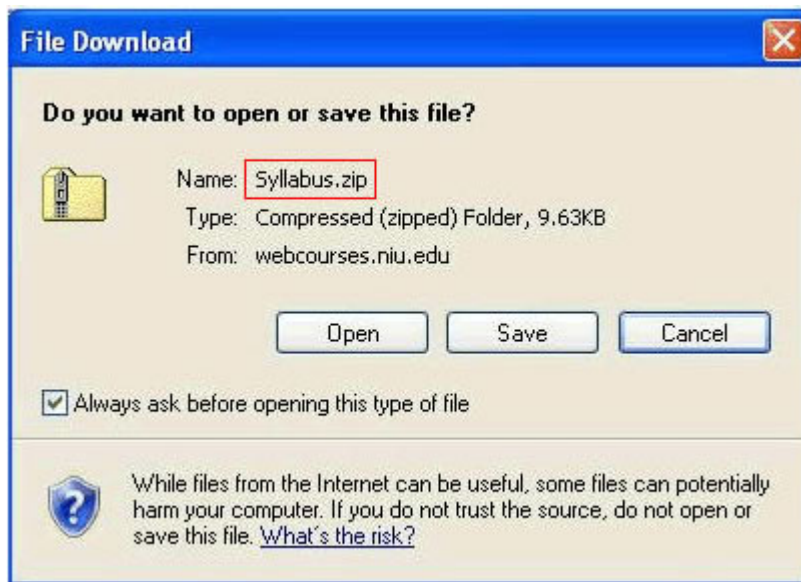 File Download
Do you want to open or save this file?
Name: Syllabus.zip
Type: Compressed (zipped) Folder, 9.63KB
From: webcourses.niu.edu
Open Save Cancel
Always ask before opening this type of file
While files from the Internet can be useful, some files can potentially
harm your computer. If you do not trust the source, do not open or
save this file. What's the risk?